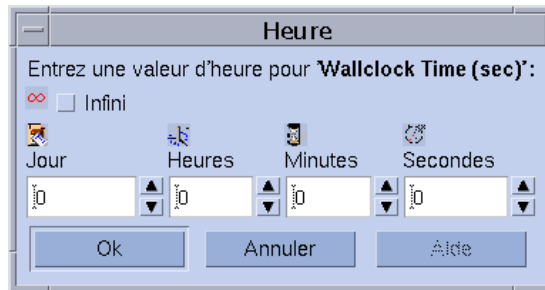 Heure
Entrez une valeur d'heure pour 'Wallclock Time (sec)':
∞ Infini
Jour Heures Minutes Secondes
0 0 0 0
Ok Annuler Aide